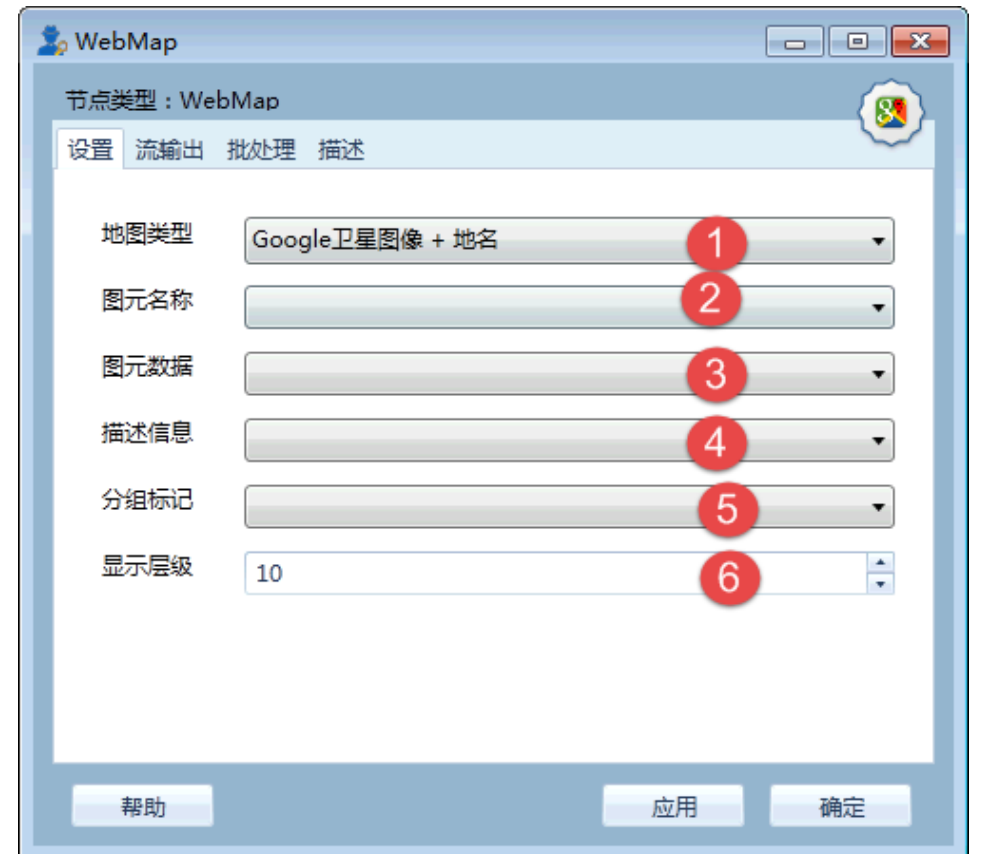 WebMap
节点类型：WebMap
设置 流输出 批处理 描述
地图类型 Google卫星图像 + 地名 1
图元名称 2
图元数据 3
描述信息 4
分组标记 5
显示层级 10 6
帮助 应用 确定